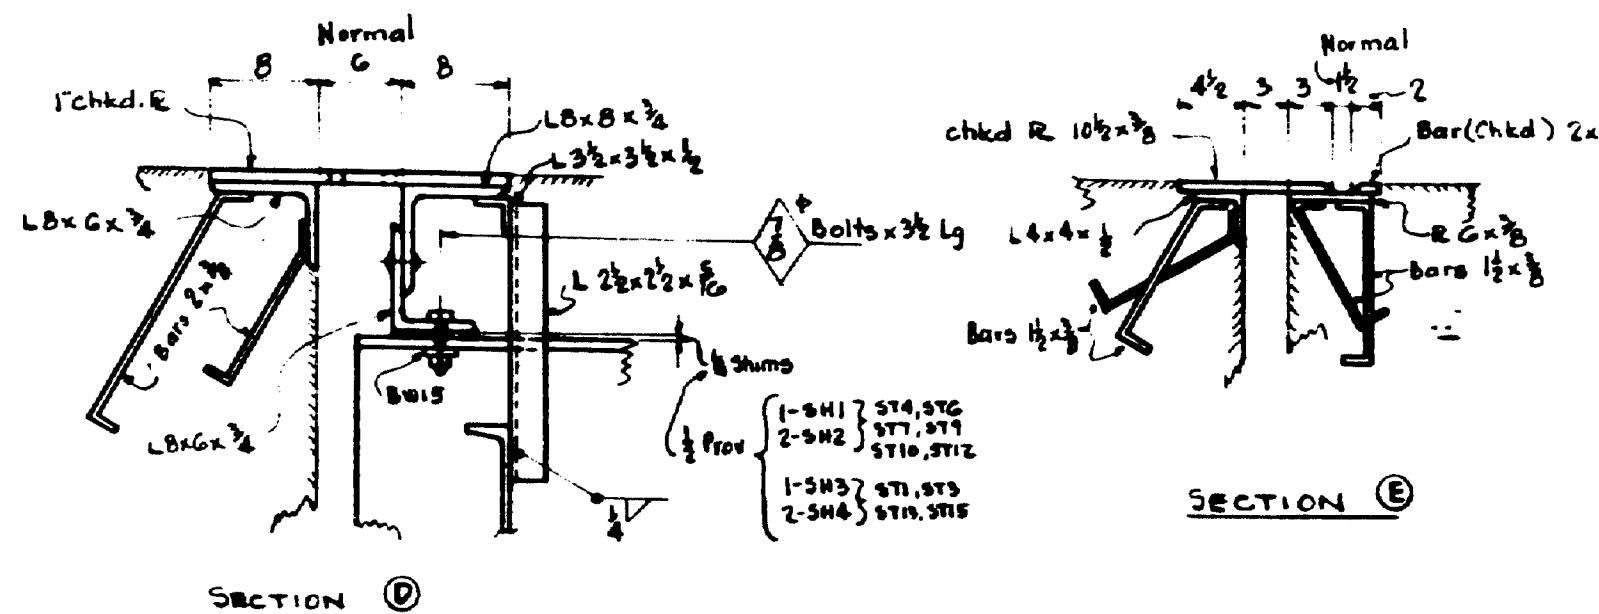 Normal
8 6 8
1" chkd. ℞
L8x8x3/4
L 3½x3½x½
L8x6x3/4
7/8 ϕ Bolts x 3½ Lg
L 2½x2½x5/16
Bars 2x3/8
Shims
BW15
L8x6x3/4
½ Prov
1-SH1 } ST4, ST6
2-SH2 } ST7, ST9
ST10, ST12
1-SH3 } ST1, ST3
2-SH4 } ST13, ST15
1/4
SECTION D
Normal
4½ 3 3 1½ 2
chkd ℞ 10½x3/8
Bar(Chkd) 2x
L4x4x½
℞ 6x3/8
Bars 1½x3/8
Bars 1½x3/8
SECTION E